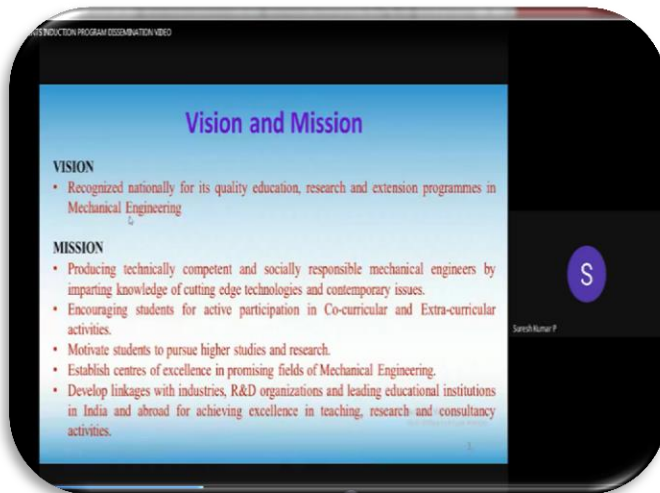 NTS INDUCTION PROGRAM DISSEMINATION VIDEO
Vision and Mission
VISION
• Recognized nationally for its quality education, research and extension programmes in
Mechanical Engineering
MISSION
• Producing technically competent and socially responsible mechanical engineers by
imparting knowledge of cutting edge technologies and contemporary issues.
• Encouraging students for active participation in Co-curricular and Extra-curricular
activities.
• Motivate students to pursue higher studies and research.
• Establish centres of excellence in promising fields of Mechanical Engineering.
• Develop linkages with industries, R&D organizations and leading educational institutions
in India and abroad for achieving excellence in teaching, research and consultancy
activities.
S
Suresh Kumar P